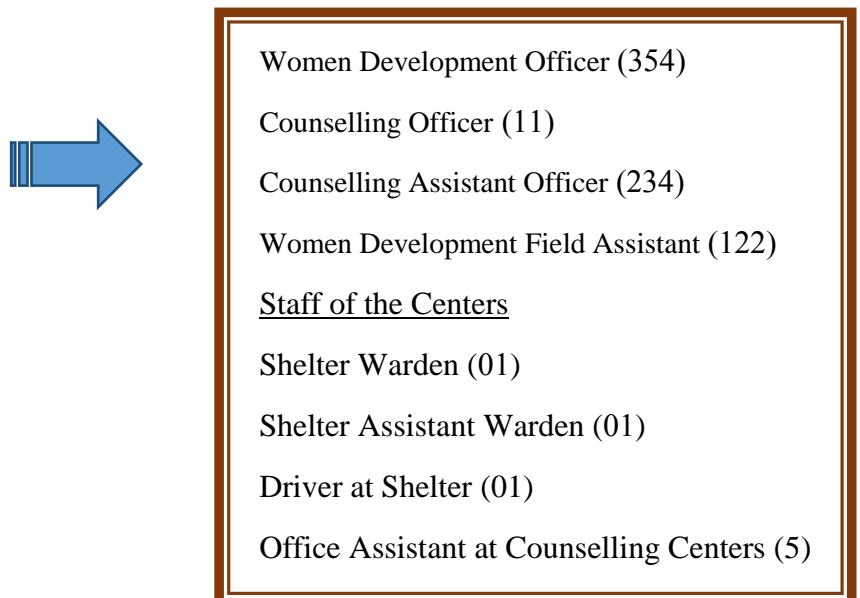 Women Development Officer (354)
Counselling Officer (11)
Counselling Assistant Officer (234)
Women Development Field Assistant (122)
Staff of the Centers
Shelter Warden (01)
Shelter Assistant Warden (01)
Driver at Shelter (01)
Office Assistant at Counselling Centers (5)